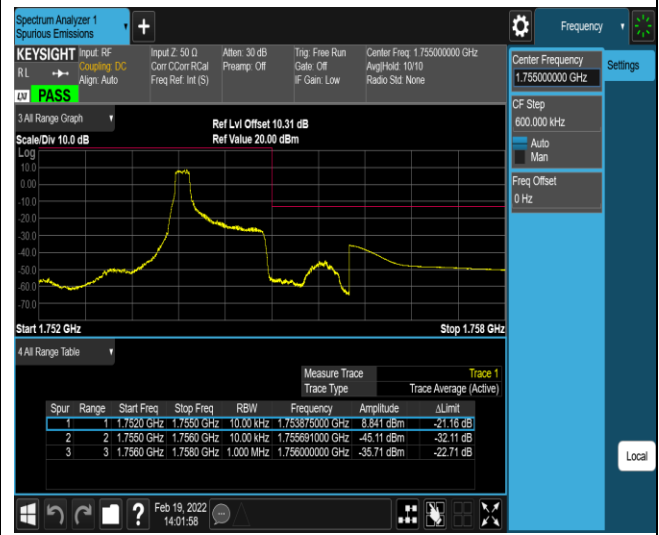 Spectrum Analyzer 1
Spurious Emissions
+
Frequency
KEYSIGHT
RL
LXI
PASS
Input: RF
Coupling: DC
Align: Auto
Input Z: 50 Ω
Corr CCorr RCal
Freq Ref: Int (S)
Atten: 30 dB
Preamp: Off
Trig: Free Run
Gate: Off
IF Gain: Low
Center Freq: 1.755000000 GHz
Avg|Hold: 10/10
Radio Std: None
Center Frequency
1.755000000 GHz
Settings
CF Step
600.000 kHz
Auto
Man
Freq Offset
0 Hz
3 All Range Graph
Scale/Div 10.0 dB
Ref Lvl Offset 10.31 dB
Ref Value 20.00 dBm
Log
10.0
0.00
-10.0
-20.0
-30.0
-40.0
-50.0
-60.0
-70.0
Start 1.752 GHz
Stop 1.758 GHz
4 All Range Table
Measure Trace Trace 1
Trace Type Trace Average (Active)
Spur Range Start Freq Stop Freq RBW Frequency Amplitude ΔLimit
1 1 1.7520 GHz 1.7550 GHz 10.00 kHz 1.753875000 GHz 8.841 dBm -21.16 dB
2 2 1.7550 GHz 1.7560 GHz 10.00 kHz 1.755691000 GHz -45.11 dBm -32.11 dB
3 3 1.7560 GHz 1.7580 GHz 1.000 MHz 1.756000000 GHz -35.71 dBm -22.71 dB
Local
?
Feb 19, 2022
14:01:58